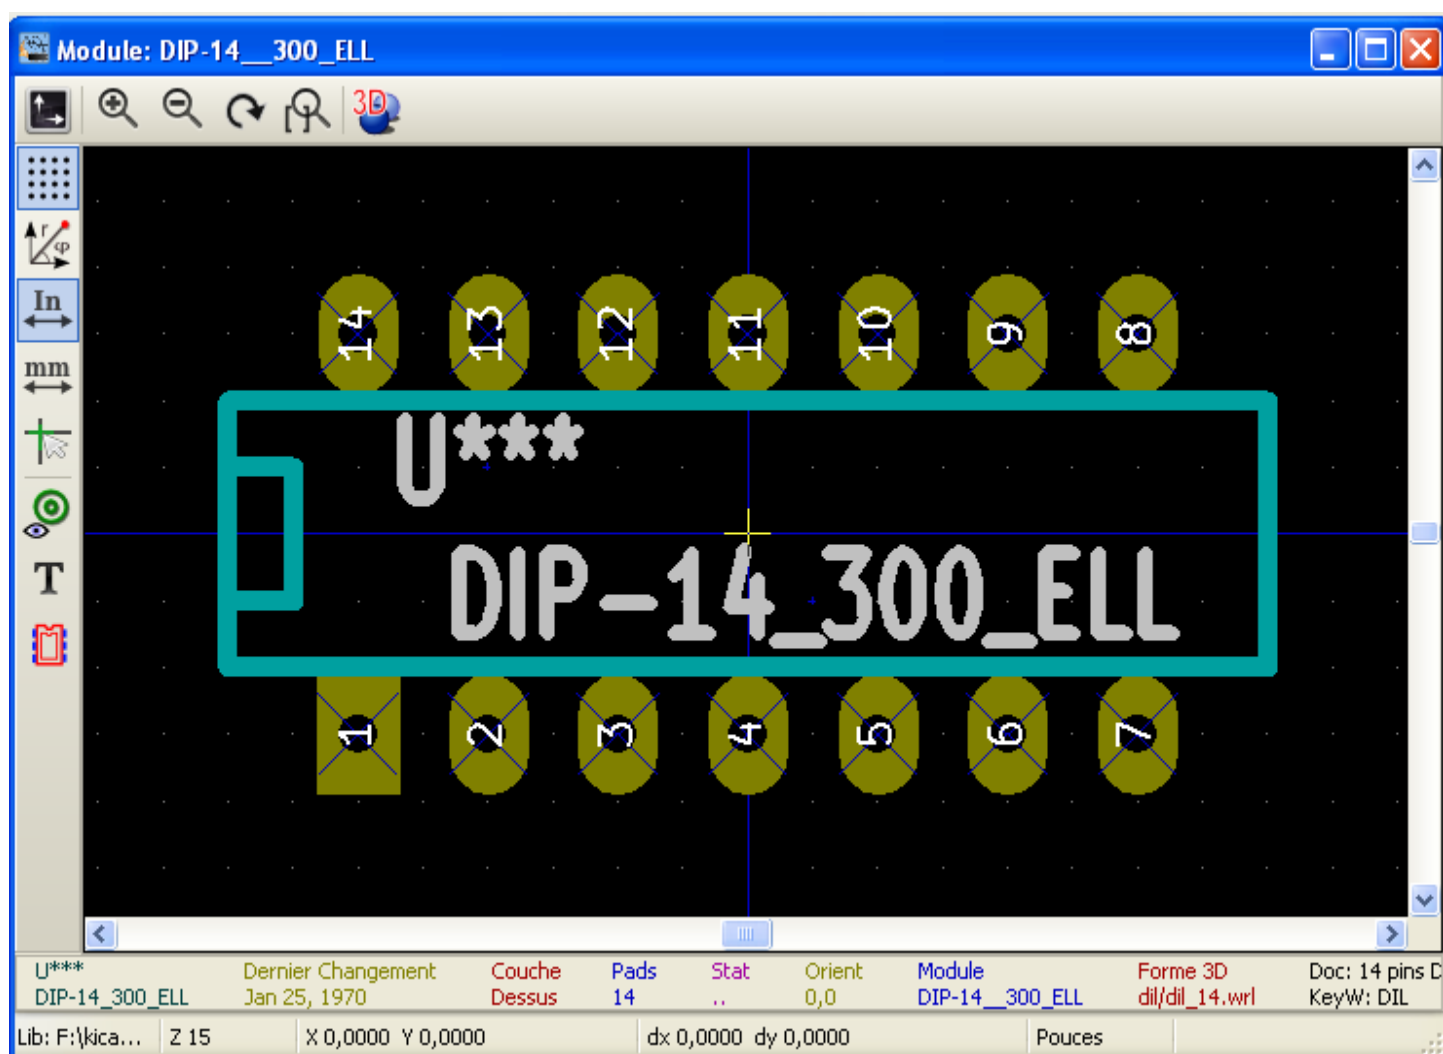 Module: DIP-14__300_ELL
3D
r
φ
In
mm
T
14 13 12 11 10 9 8
U***
DIP-14_300_ELL
1 2 3 4 5 6 7
U*** Dernier Changement Couche Pads Stat Orient Module Forme 3D Doc: 14 pins D
DIP-14_300_ELL Jan 25, 1970 Dessus 14 .. 0,0 DIP-14__300_ELL dil/dil_14.wrl KeyW: DIL
Lib: F:\kica... Z 15 X 0,0000 Y 0,0000 dx 0,0000 dy 0,0000 Pouces